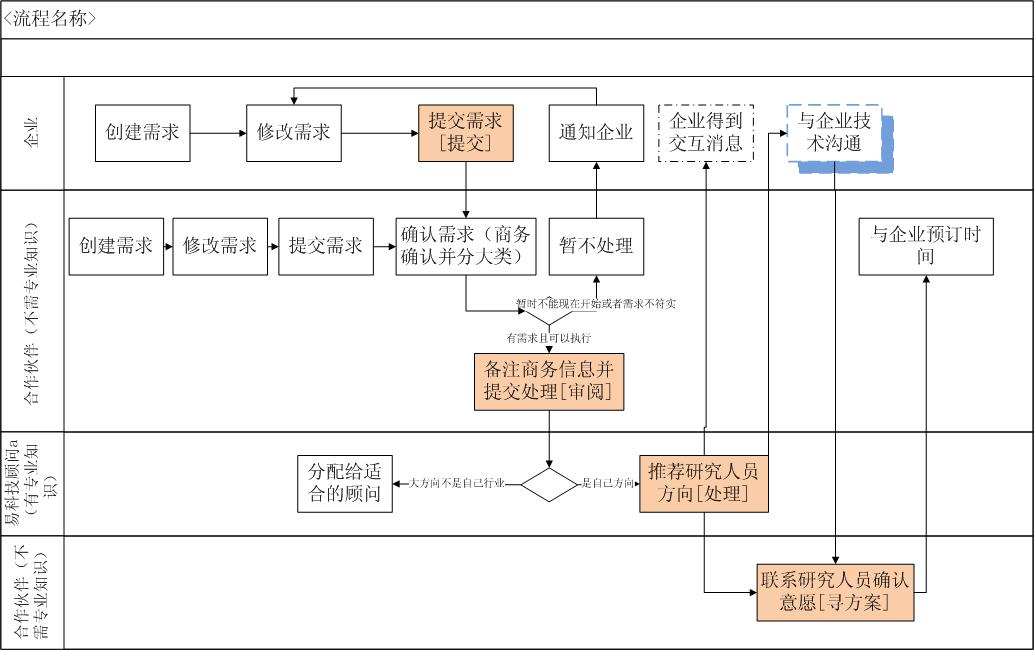 <流程名称>
企业
创建需求
修改需求
提交需求
[提交]
通知企业
企业得到
交互消息
与企业技
术沟通
合作伙伴（不需专业知识）
创建需求
修改需求
提交需求
确认需求（商务
确认并分大类）
暂不处理
与企业预订时
间
暂时不能现在开始或者需求不符实
有需求且可以执行
备注商务信息并
提交处理[审阅]
易科技顾问a
（有专业知
识）
分配给适
合的顾问
大方向不是自己行业
是自己方向
推荐研究人员
方向[处理]
合作伙伴（不
需专业知识）
联系研究人员确认
意愿[寻方案]